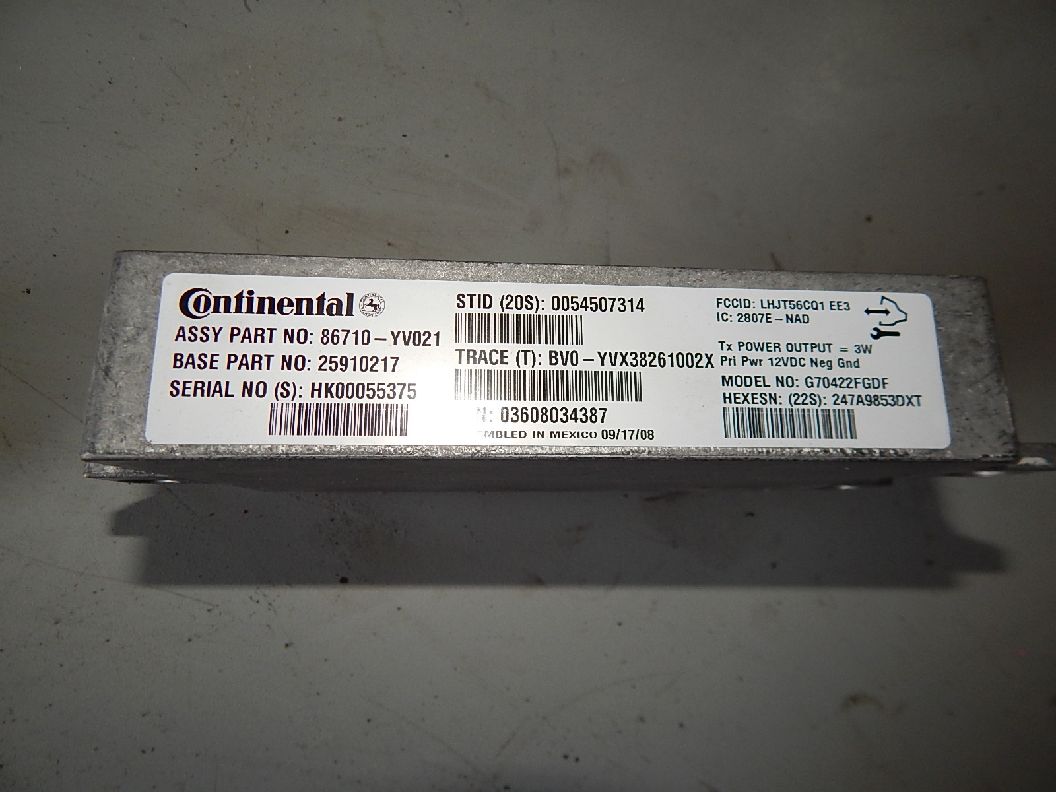 Continental
ASSY PART NO: 86710-YV021
BASE PART NO: 25910217
SERIAL NO (S): HK00055375
STID (20S): 0054507314
TRACE (T): BV0-YVX38261002X
: 03608034387
MBLED IN MEXICO 09/17/08
FCCID: LHJT56CQ1 EE3
IC: 2807E-NAD
Tx POWER OUTPUT = 3W
Pri Pwr 12VDC Neg Gnd
MODEL NO: G70422FGDF
HEXESN: (22S): 247A9853DXT